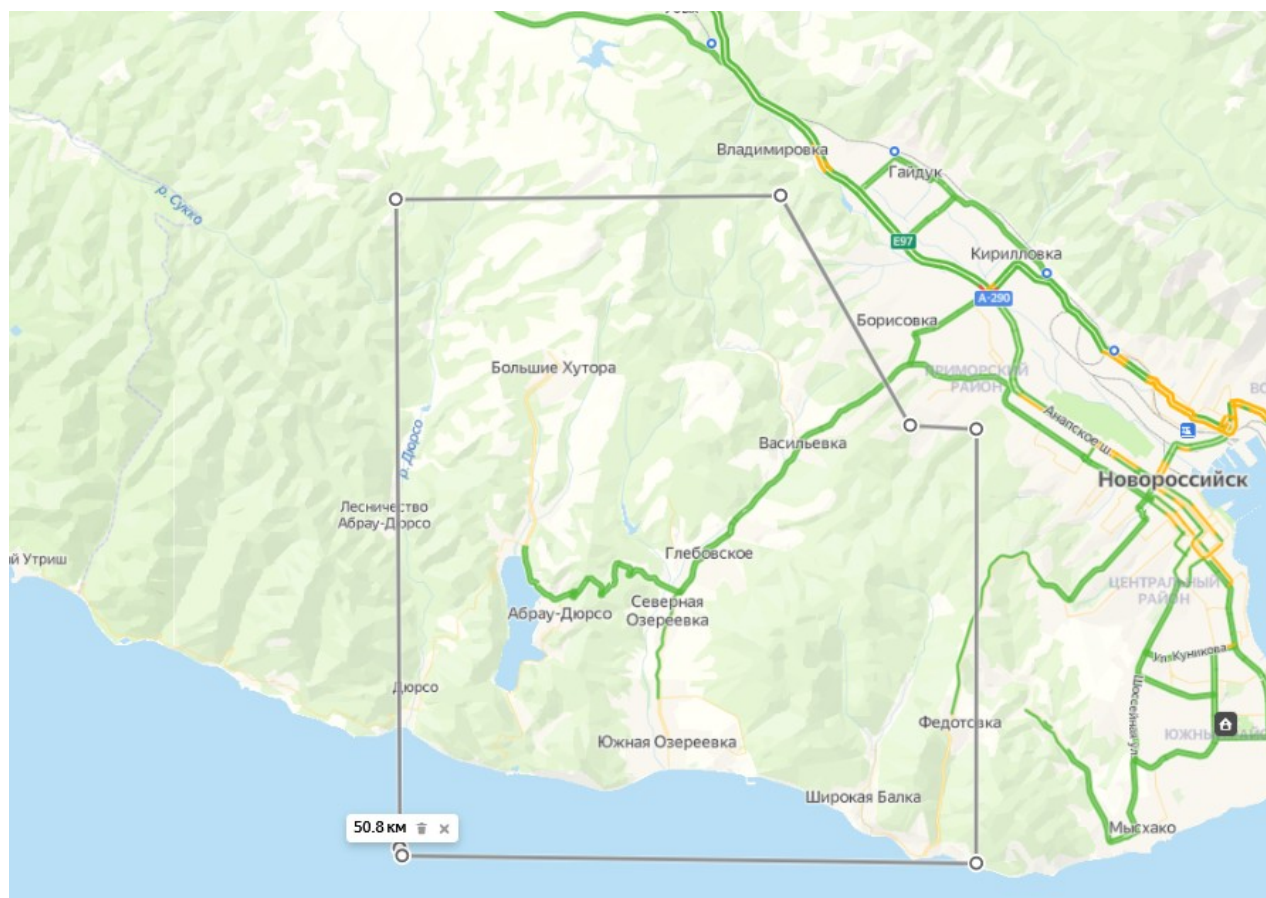 Владимировка
Гайдук
р. Сукко
E97
Кирилловка
А-290
Борисовка
Большие Хутора
ПРИМОРСКИЙ
РАЙОН
Анапское ш.
р. Дюрсо
Васильевка
Новороссийск
Лесничество
Абрау-Дюрсо
ий Утриш
Глебовское
ЦЕНТРАЛЬНЫЙ
РАЙОН
Абрау-Дюрсо
Северная
Озереевка
ул. Куникова
Дюрсо
Шоссейная ул.
Федотовка
Южная Озереевка
Широкая Балка
50.8 км
Мысхако